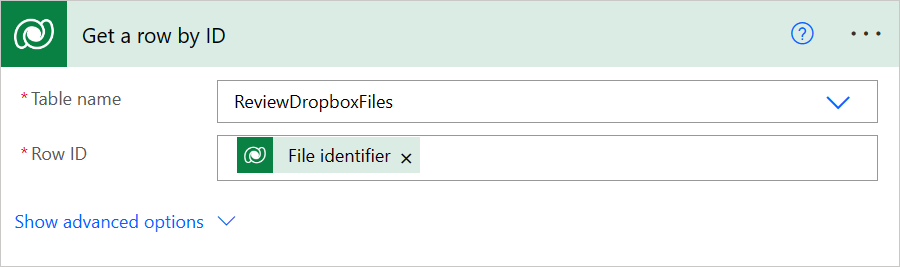 Get a row by ID
* Table name
ReviewDropboxFiles
* Row ID
File identifier ×
Show advanced options